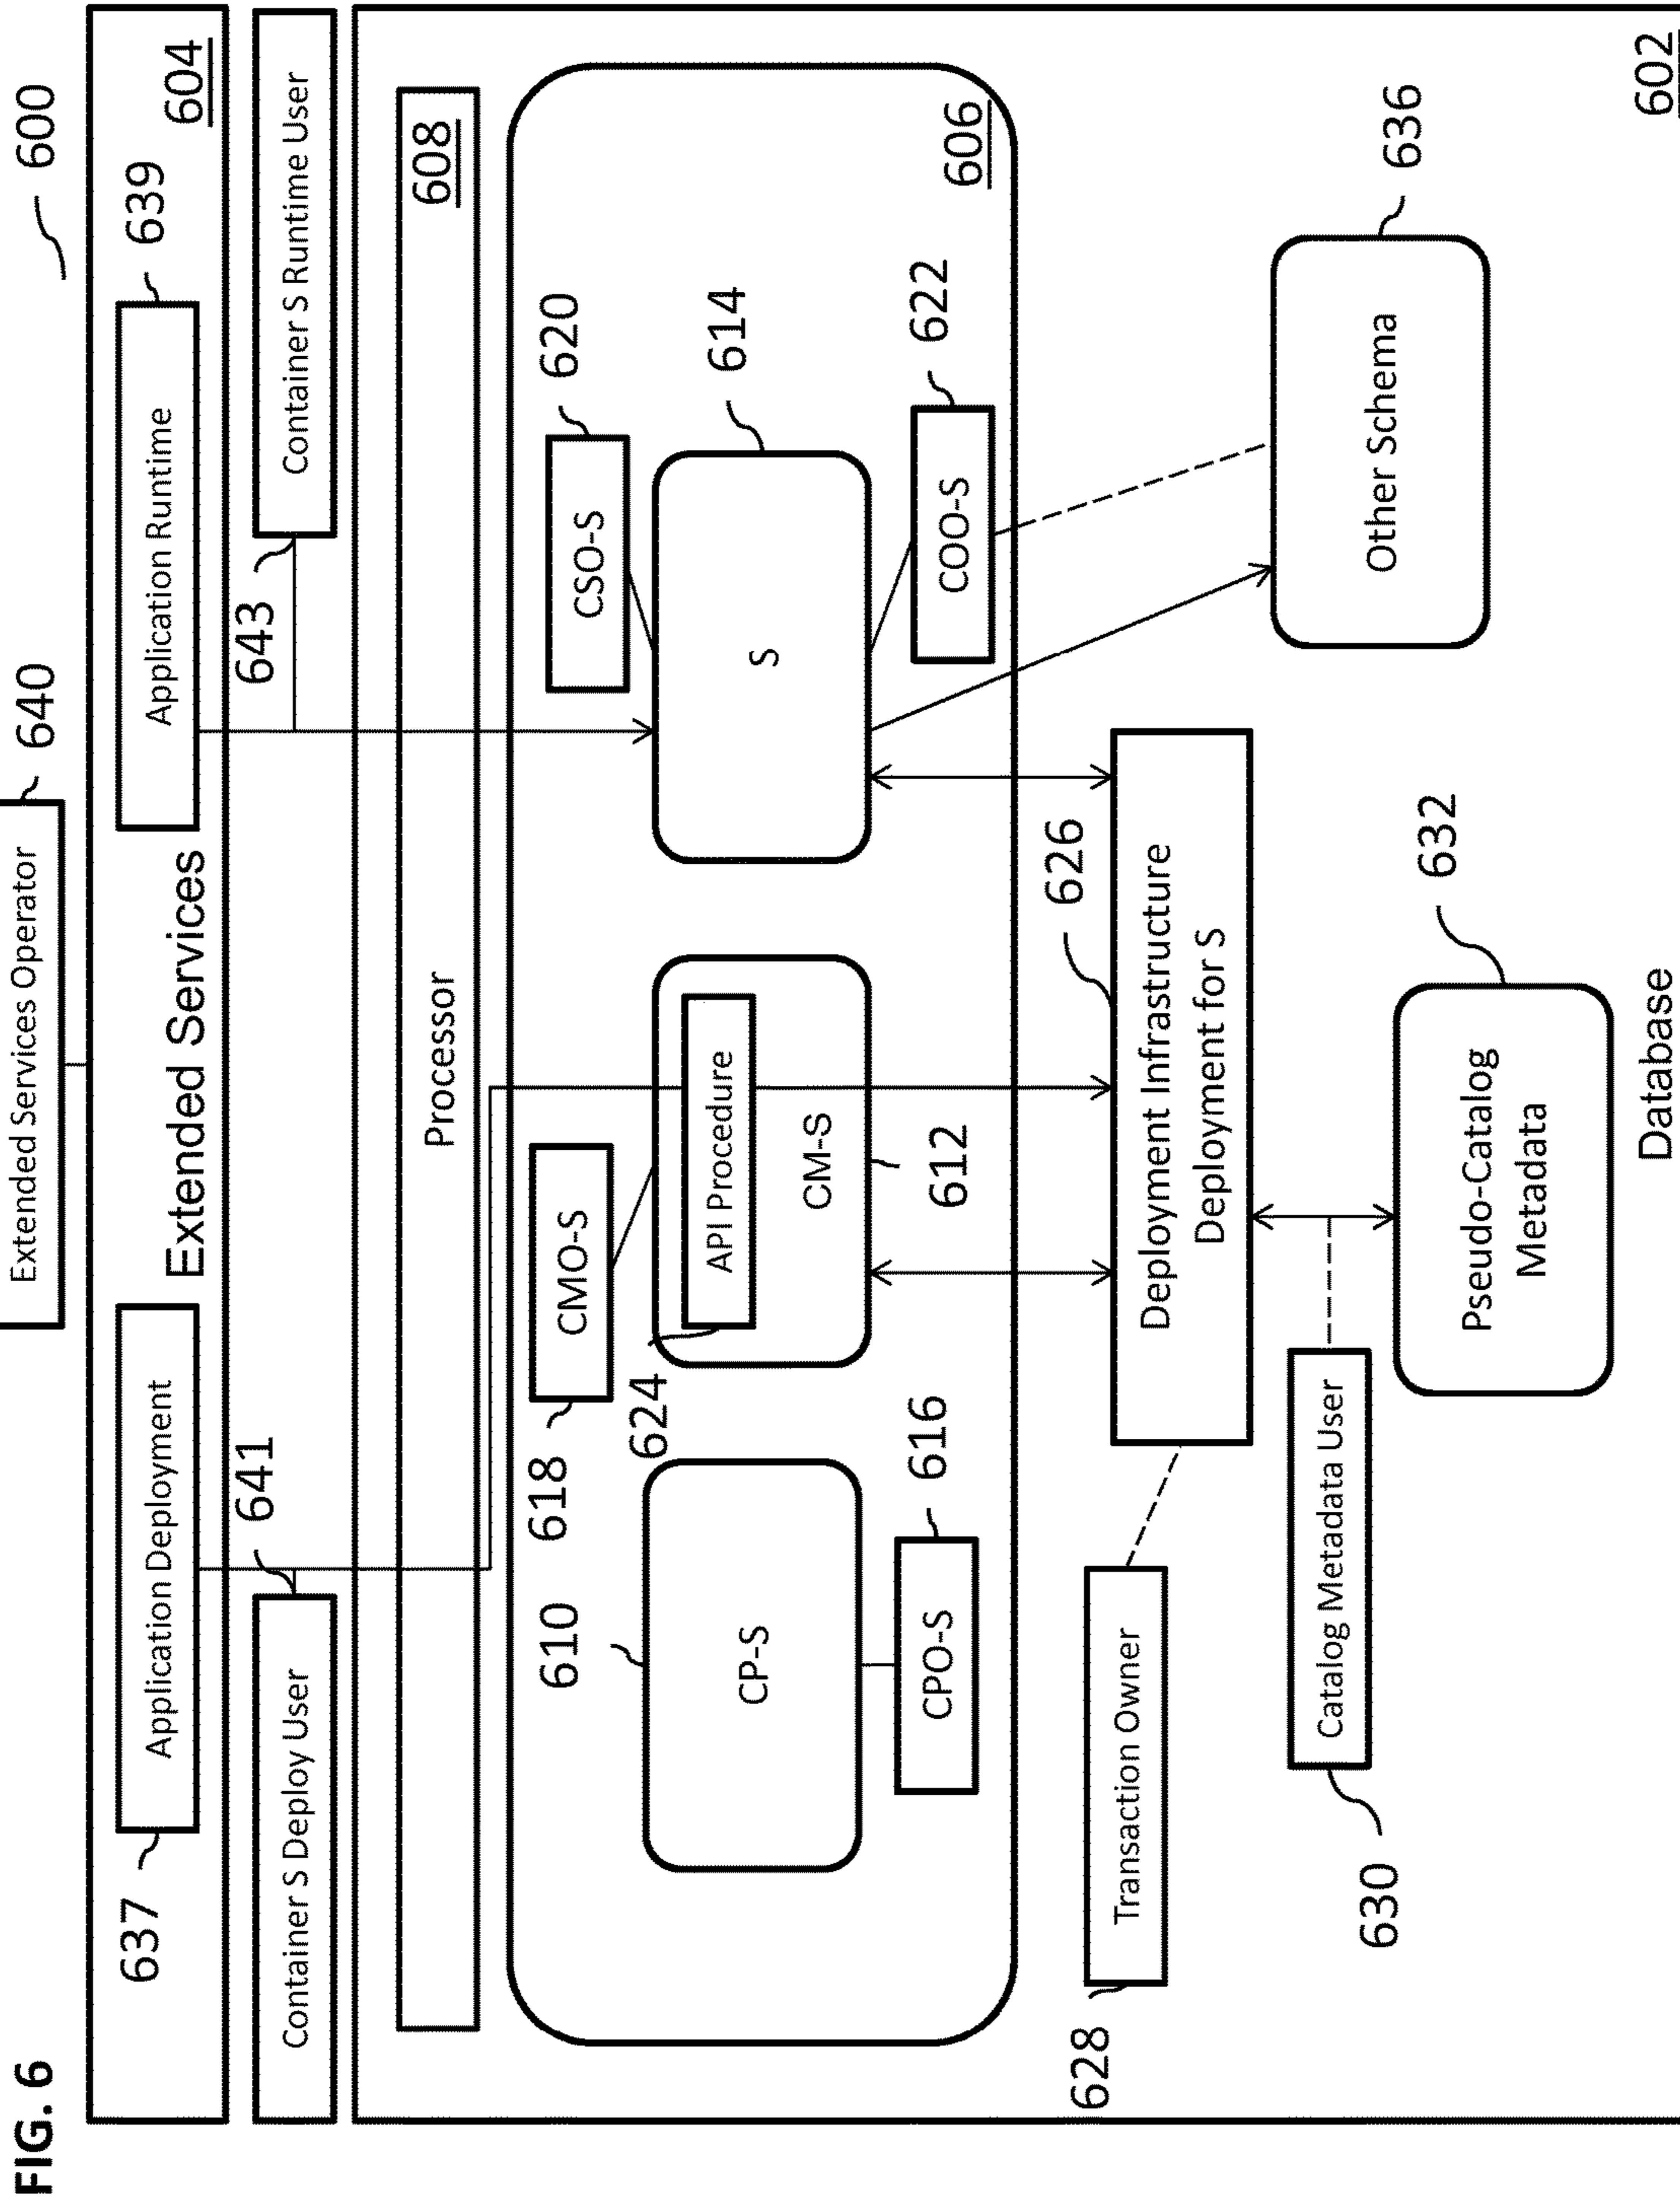 FIG. 6
Extended Services Operator
640
600
637
Application Deployment
Extended Services
Application Runtime
639
604
Container S Deploy User
641
643
Container S Runtime User
Processor
608
610
618
CMO-S
CSO-S
620
624
CP-S
API Procedure
CM-S
S
614
CPO-S
616
612
COO-S
622
606
628
Transaction Owner
626
Deployment Infrastructure
Deployment for S
630
Catalog Metadata User
632
Pseudo-Catalog
Metadata
Other Schema
636
Database
602